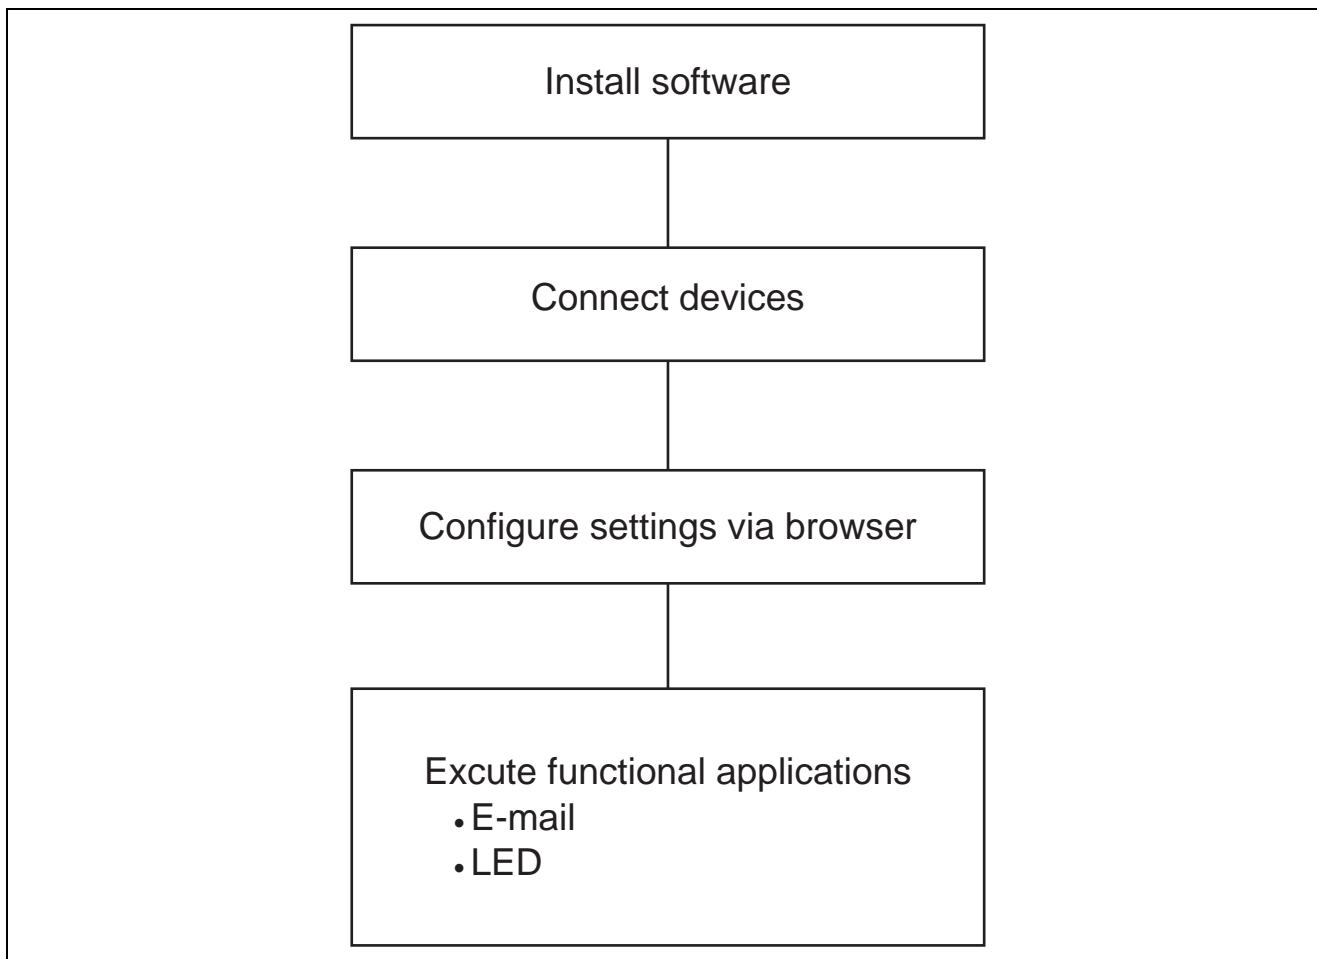 Install software
Connect devices
Configure settings via browser
Excute functional applications
• E-mail
• LED